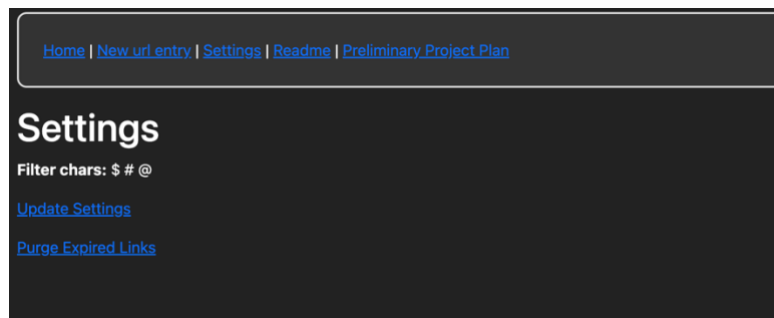 Home | New url entry | Settings | Readme | Preliminary Project Plan
Settings
Filter chars: $ # @
Update Settings
Purge Expired Links